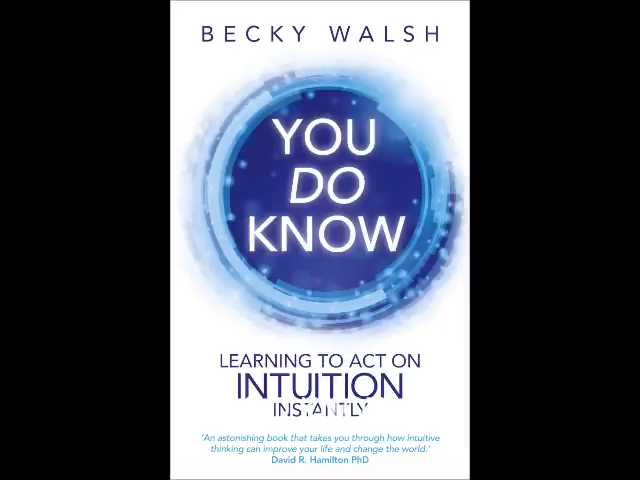 BECKY WALSH
YOU
DO
KNOW
LEARNING TO ACT ON
INTUITION
INSTANTLY
'An astonishing book that takes you through how intuitive
thinking can improve your life and change the world.'
David R. Hamilton PhD